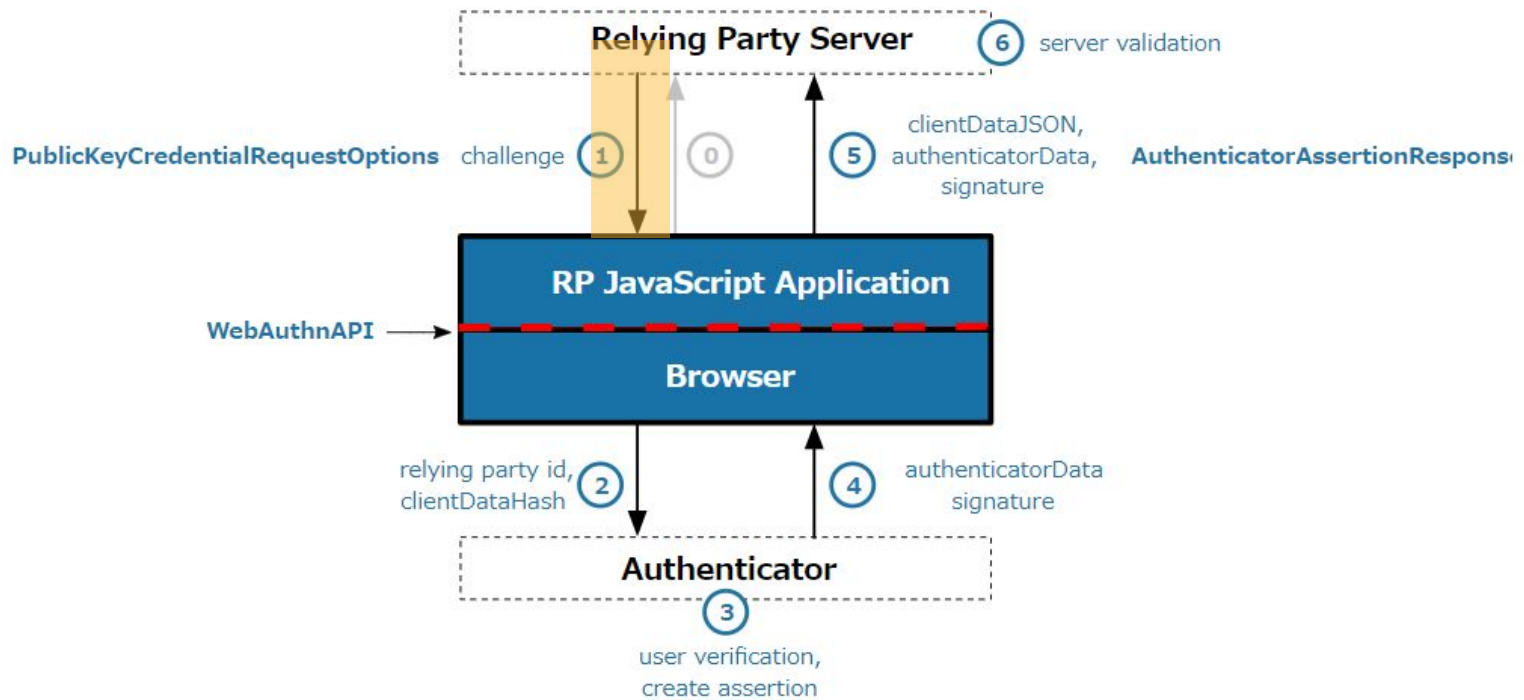 Relying Party Server
6 server validation
PublicKeyCredentialRequestOptions challenge 1
0
5
clientDataJSON,
authenticatorData,
signature
AuthenticatorAssertionRespons
RP JavaScript Application
WebAuthnAPI
Browser
relying party id,
clientDataHash
2
4
authenticatorData
signature
Authenticator
3
user verification,
create assertion